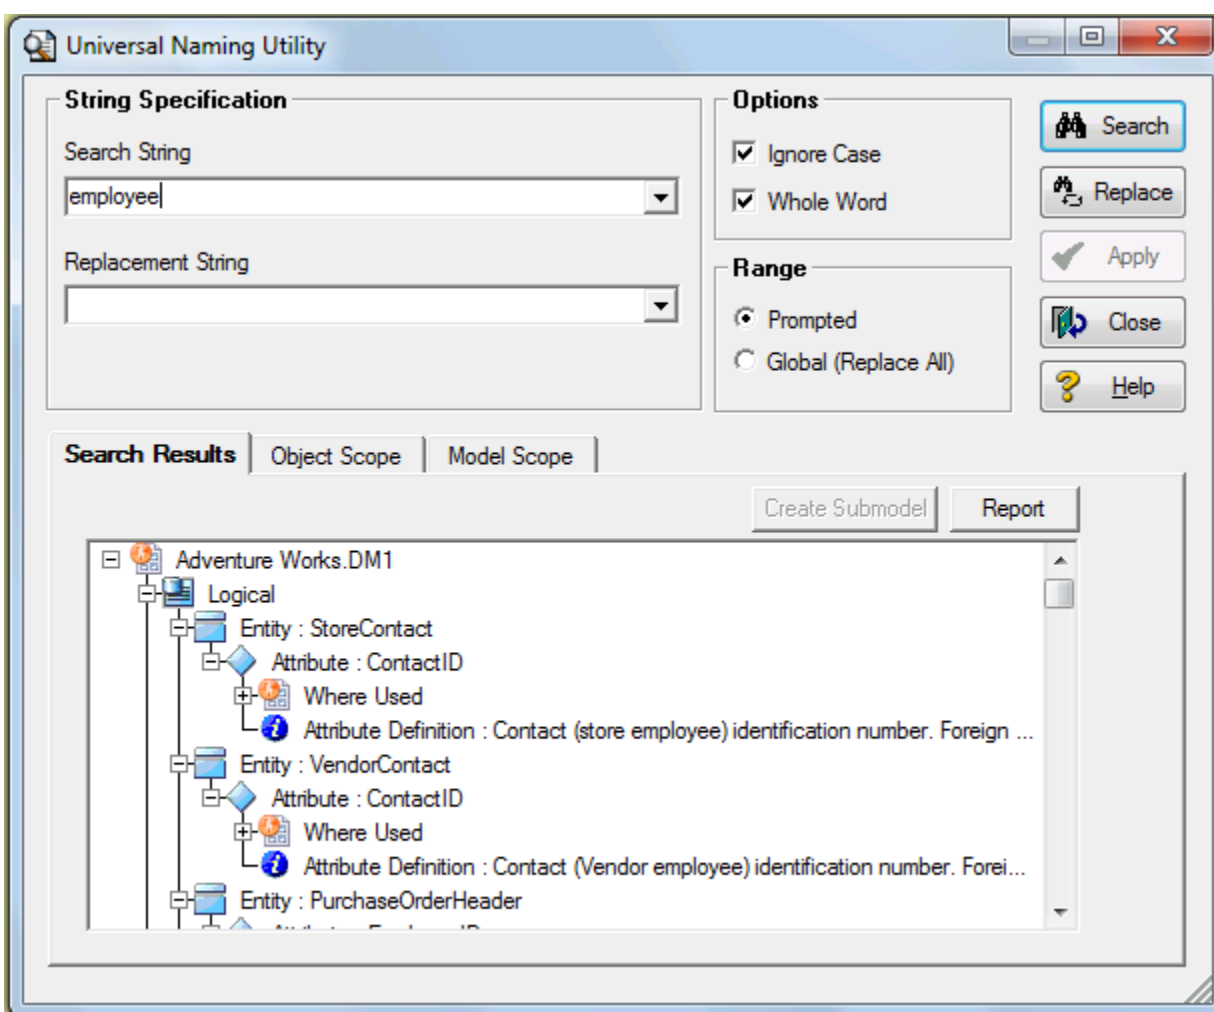 Universal Naming Utility
String Specification
Search String
employee
Replacement String
Options
Ignore Case
Whole Word
Range
Prompted
Global (Replace All)
Search
Replace
Apply
Close
Help
Search Results
Object Scope
Model Scope
Create Submodel
Report
Adventure Works.DM1
Logical
Entity : StoreContact
Attribute : ContactID
Where Used
Attribute Definition : Contact (store employee) identification number. Foreign ...
Entity : VendorContact
Attribute : ContactID
Where Used
Attribute Definition : Contact (Vendor employee) identification number. Forei...
Entity : PurchaseOrderHeader